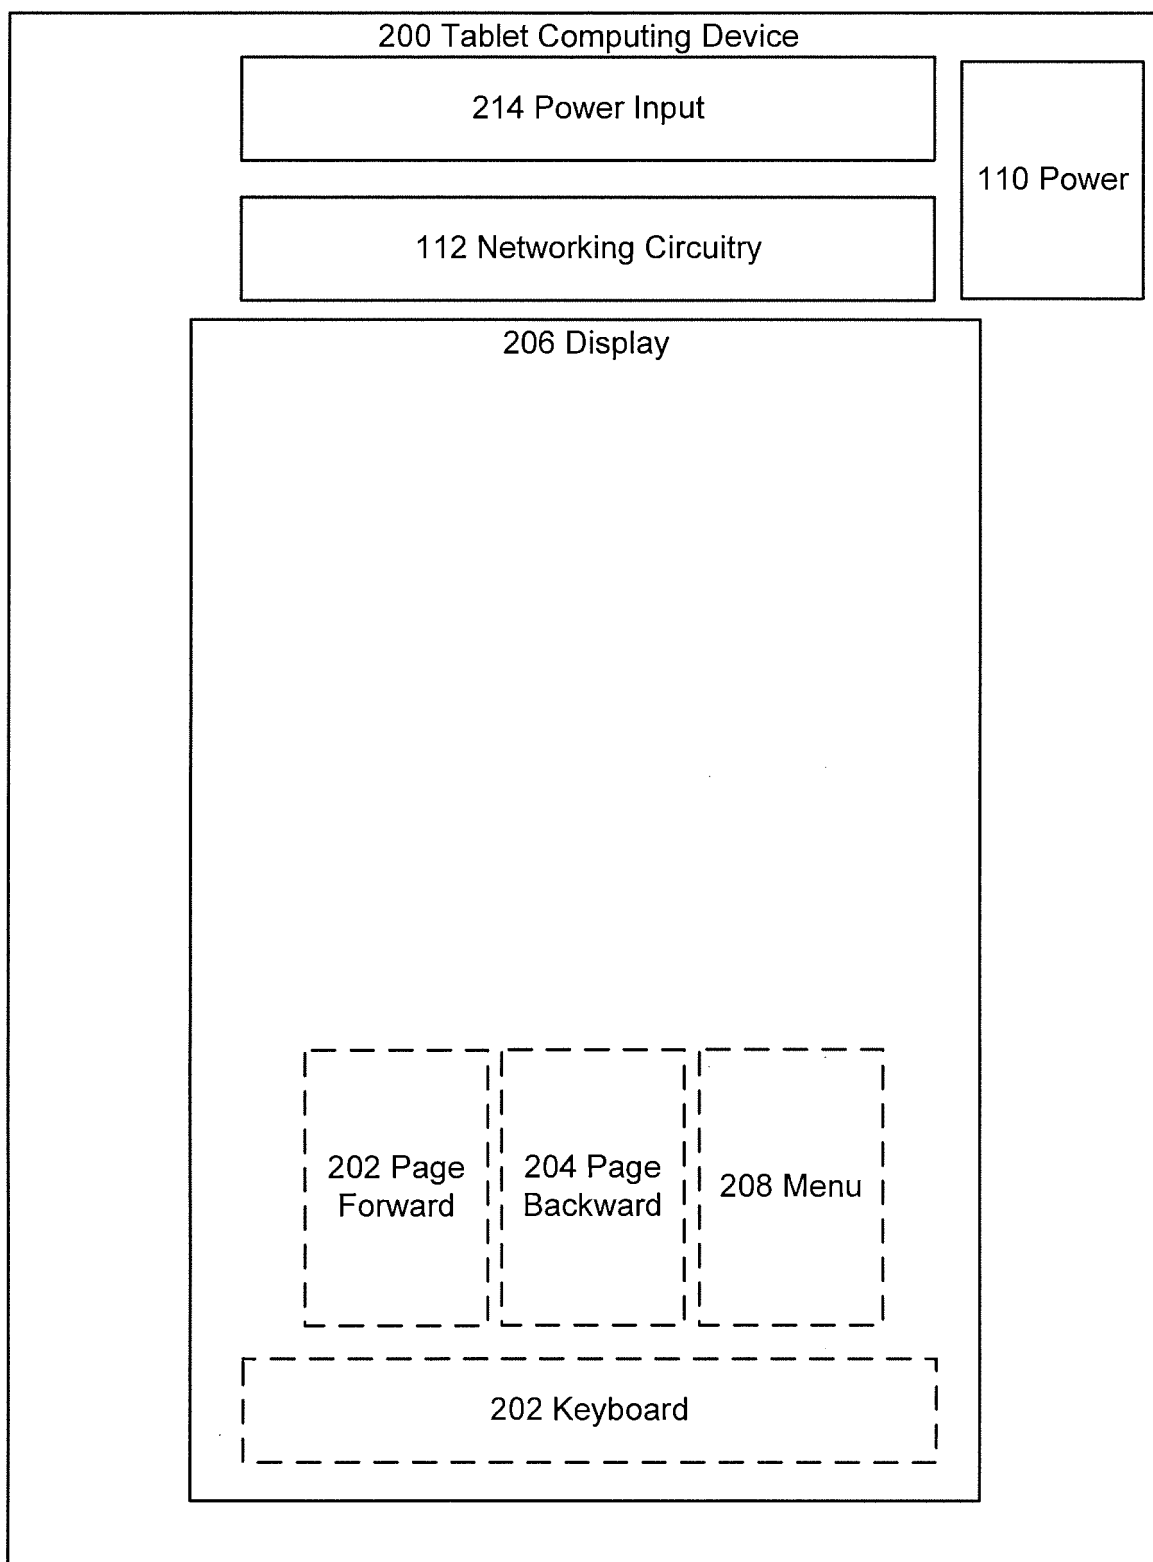 200 Tablet Computing Device
214 Power Input
110 Power
112 Networking Circuitry
206 Display
202 Page
Forward
204 Page
Backward
208 Menu
202 Keyboard